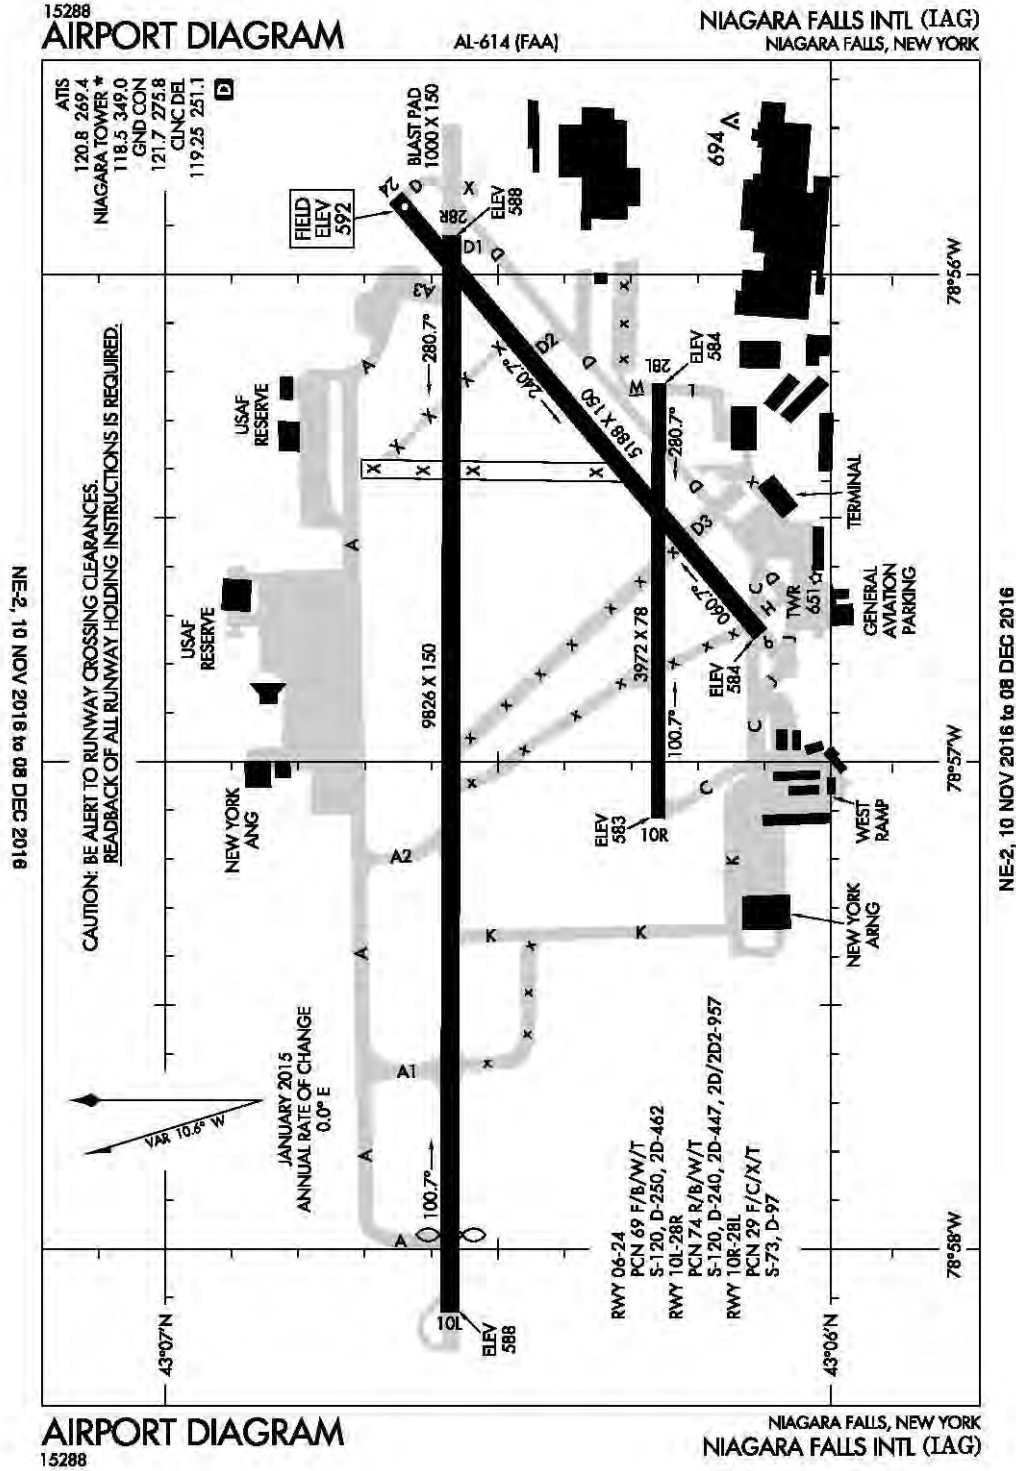 15288
AIRPORT DIAGRAM
AL-614 (FAA)
NIAGARA FALLS INTL (IAG)
NIAGARA FALLS, NEW YORK
ATIS
120.8 269.4
NIAGARA TOWER *
118.5 349.0
GND CON
121.7 275.8
CLNC DEL
119.25 251.1
D
CAUTION: BE ALERT TO RUNWAY CROSSING CLEARANCES.
READBACK OF ALL RUNWAY HOLDING INSTRUCTIONS IS REQUIRED.
FIELD
ELEV
592
BLAST PAD
1000 X 150
24
D
X
28R
ELEV
588
D1
D
694
78°56'W
A3
280.7°
X
X
X
X
A
USAF
RESERVE
240.7°
D2
D
5188 X 150
X
X
X
28L
ELEV
584
W
L
280.7°
X
X
X
X
D
X
TERMINAL
A
D3
X
060.7°
C
D
H
TWR
651
GENERAL
AVIATION
PARKING
USAF
RESERVE
9826 X 150
3972 X 78
X
X
X
X
X
X
X
X
X
X
X
X
X
ELEV
584
6
J
J
C
100.7°
78°57'W
NEW YORK
ANG
ELEV
583
10R
C
WEST
RAMP
A2
K
NEW YORK
ARNG
A
K
K
X
X
X
X
A1
JANUARY 2015
ANNUAL RATE OF CHANGE
0.0° E
VAR 10.6° W
A
100.7°
A
10L
ELEV
588
RWY 06-24
PCN 69 F/B/W/T
S-120, D-250, 2D-462
RWY 10L-28R
PCN 74 R/B/W/T
S-120, D-240, 2D-447, 2D/2D2-957
RWY 10R-28L
PCN 29 F/C/X/T
S-73, D-97
78°58'W
43°07'N
43°06'N
NE-2, 10 NOV 2016 to 08 DEC 2016
NE-2, 10 NOV 2016 to 08 DEC 2016
AIRPORT DIAGRAM
15288
NIAGARA FALLS, NEW YORK
NIAGARA FALLS INTL (IAG)